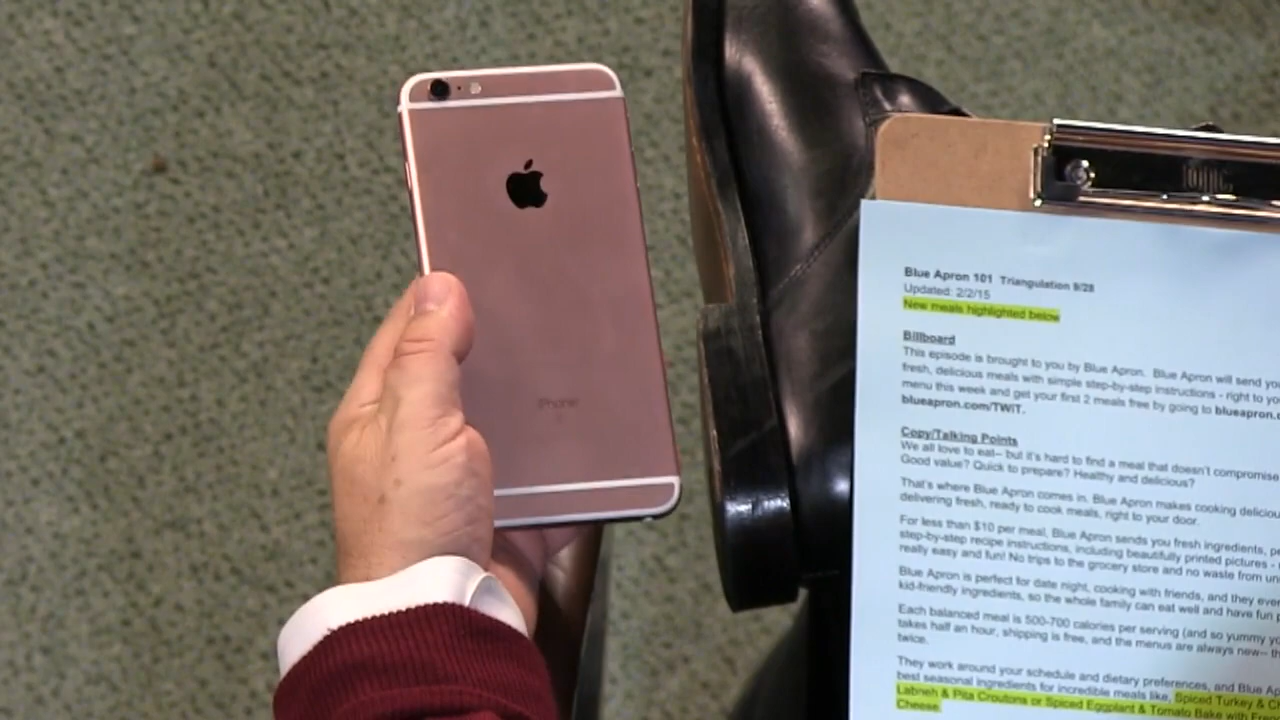 iPhone
Blue Apron 101 Triangulation 9/28
Updated: 2/2/15
New meals highlighted below
Billboard
This episode is brought to you by Blue Apron. Blue Apron will send you
fresh, delicious meals with simple step-by-step instructions - right to
menu this week and get your first 2 meals free by going to blueapron.
blueapron.com/TWiT.
Copy/Talking Points
We all love to eat-- but it's hard to find a meal that doesn't compromise
Good value? Quick to prepare? Healthy and delicious?
That's where Blue Apron comes in. Blue Apron makes cooking
delivering fresh, ready to cook meals, right to your door.
For less than $10 per meal, Blue Apron sends you fresh ingredients,
step-by-step recipe instructions, including beautifully printed pictures -
really easy and fun! No trips to the grocery store and no waste from
Blue Apron is perfect for date night, cooking with friends, and they
kid-friendly ingredients, so the whole family can eat well and have fun
Each balanced meal is 500-700 calories per serving (and so yummy
takes half an hour, shipping is free, and the menus are always new--
twice.
They work around your schedule and dietary preferences, and Blue
best seasonal ingredients for incredible meals like, Spiced Turkey &
Labneh & Pita Croutons or Spiced Eggplant & Tomato Bake with
Cheese.